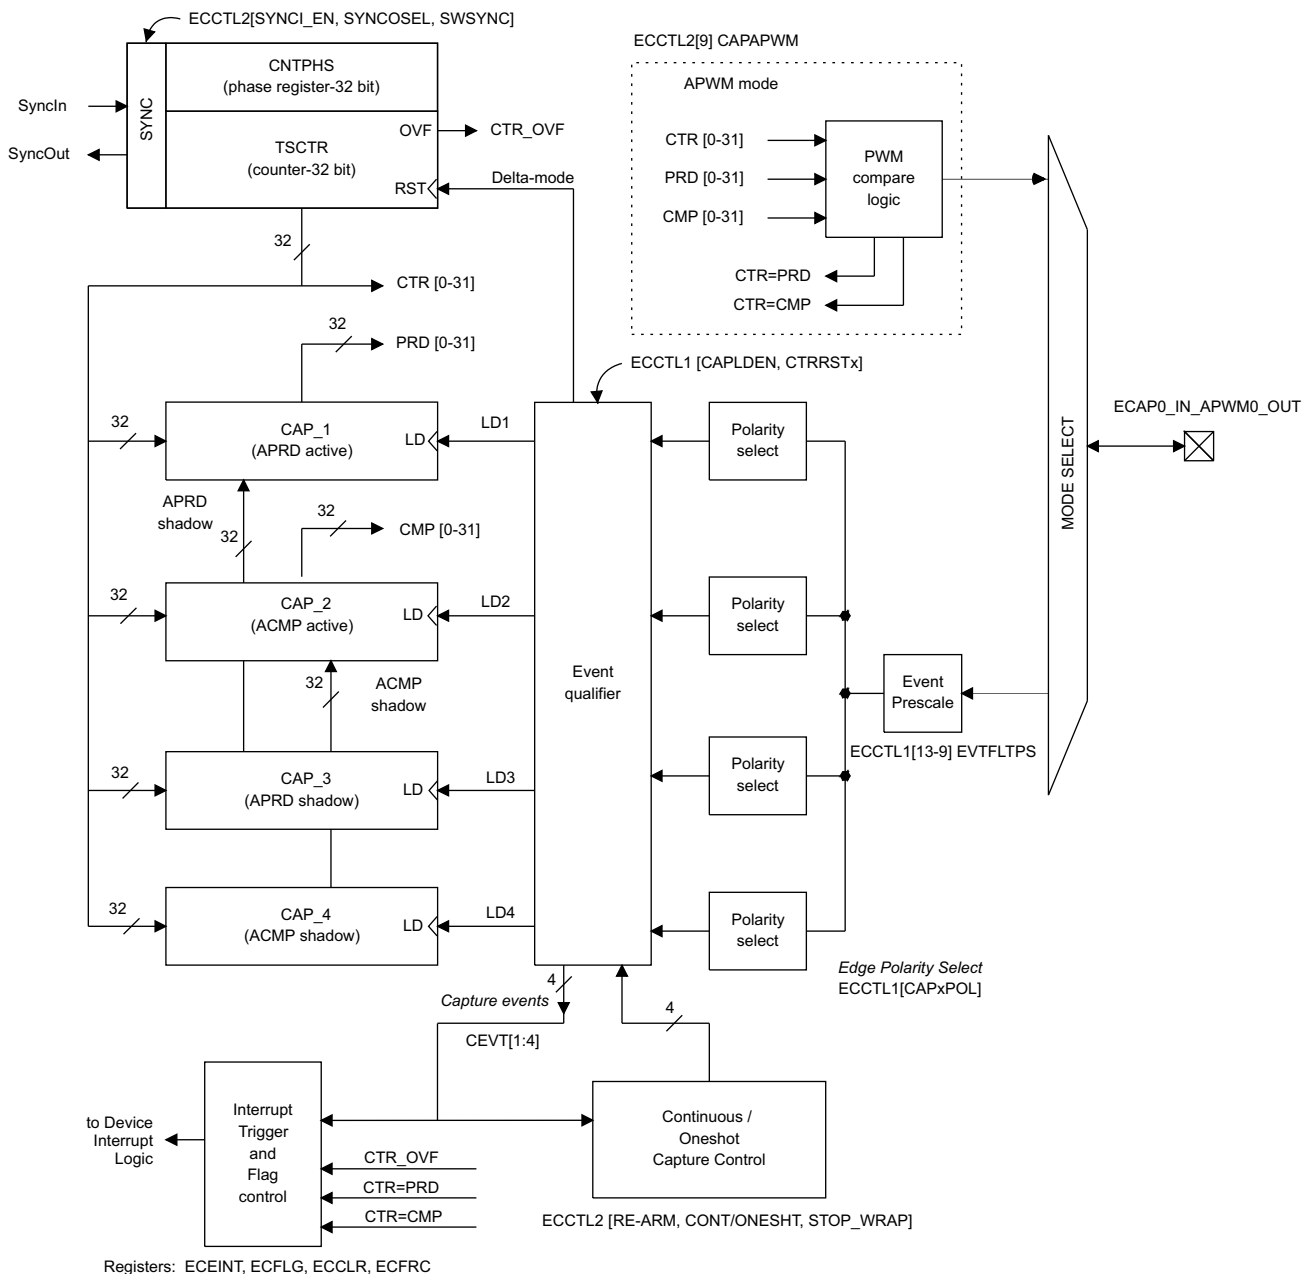 ECCTL2[SYNCI_EN, SYNCOSEL, SWSYNC]
SyncIn
SyncOut
SYNC
CNTPHS
(phase register-32 bit)
TSCTR
(counter-32 bit)
OVF
RST
CTR_OVF
Delta-mode
32
CTR [0-31]
32
PRD [0-31]
ECCTL2[9] CAPAPWM
APWM mode
CTR [0-31]
PRD [0-31]
CMP [0-31]
PWM
compare
logic
CTR=PRD
CTR=CMP
ECCTL1 [CAPLDEN, CTRRSTx]
32
CAP_1
(APRD active)
LD
LD1
Polarity
select
MODE SELECT
ECAP0_IN_APWM0_OUT
APRD
shadow
32
32
CMP [0-31]
32
CAP_2
(ACMP active)
LD
LD2
Polarity
select
32
ACMP
shadow
Event
qualifier
Event
Prescale
ECCTL1[13-9] EVTFLTPS
32
CAP_3
(APRD shadow)
LD
LD3
Polarity
select
32
CAP_4
(ACMP shadow)
LD
LD4
Polarity
select
Edge Polarity Select
ECCTL1[CAPxPOL]
4
Capture events
CEVT[1:4]
4
to Device
Interrupt
Logic
Interrupt
Trigger
and
Flag
control
CTR_OVF
CTR=PRD
CTR=CMP
Continuous /
Oneshot
Capture Control
ECCTL2 [RE-ARM, CONT/ONESHT, STOP_WRAP]
Registers: ECEINT, ECFLG, ECCLR, ECFRC